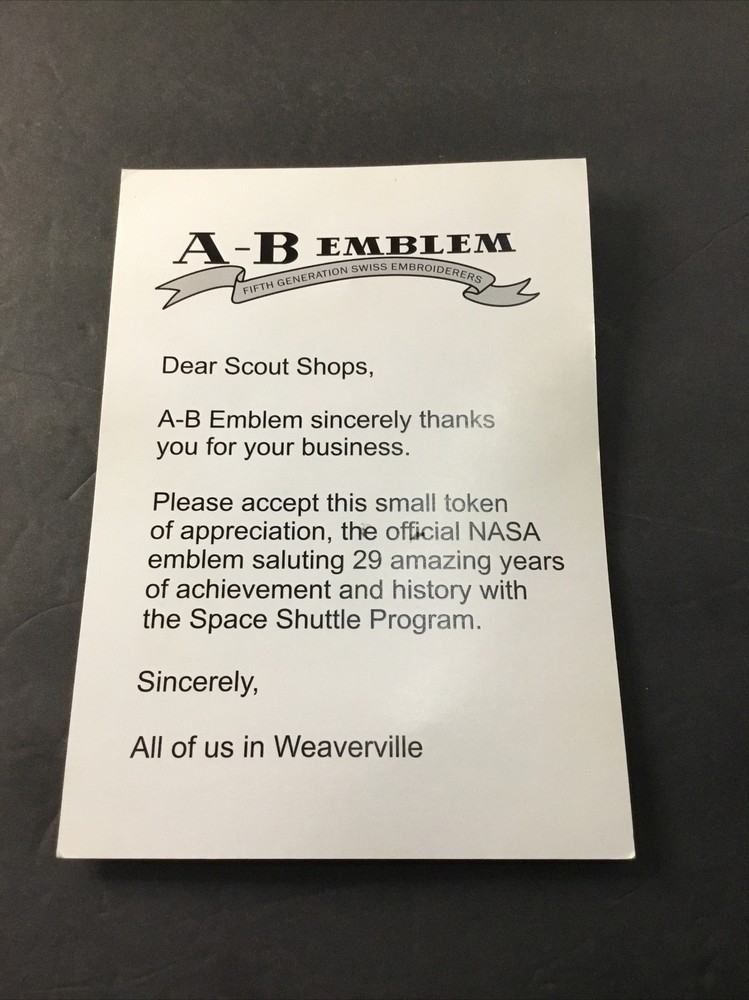 A-B EMBLEM
FIFTH GENERATION SWISS EMBROIDERERS
Dear Scout Shops,
A-B Emblem sincerely thanks
you for your business.
Please accept this small token
of appreciation, the official NASA
emblem saluting 29 amazing years
of achievement and history with
the Space Shuttle Program.
Sincerely,
All of us in Weaverville